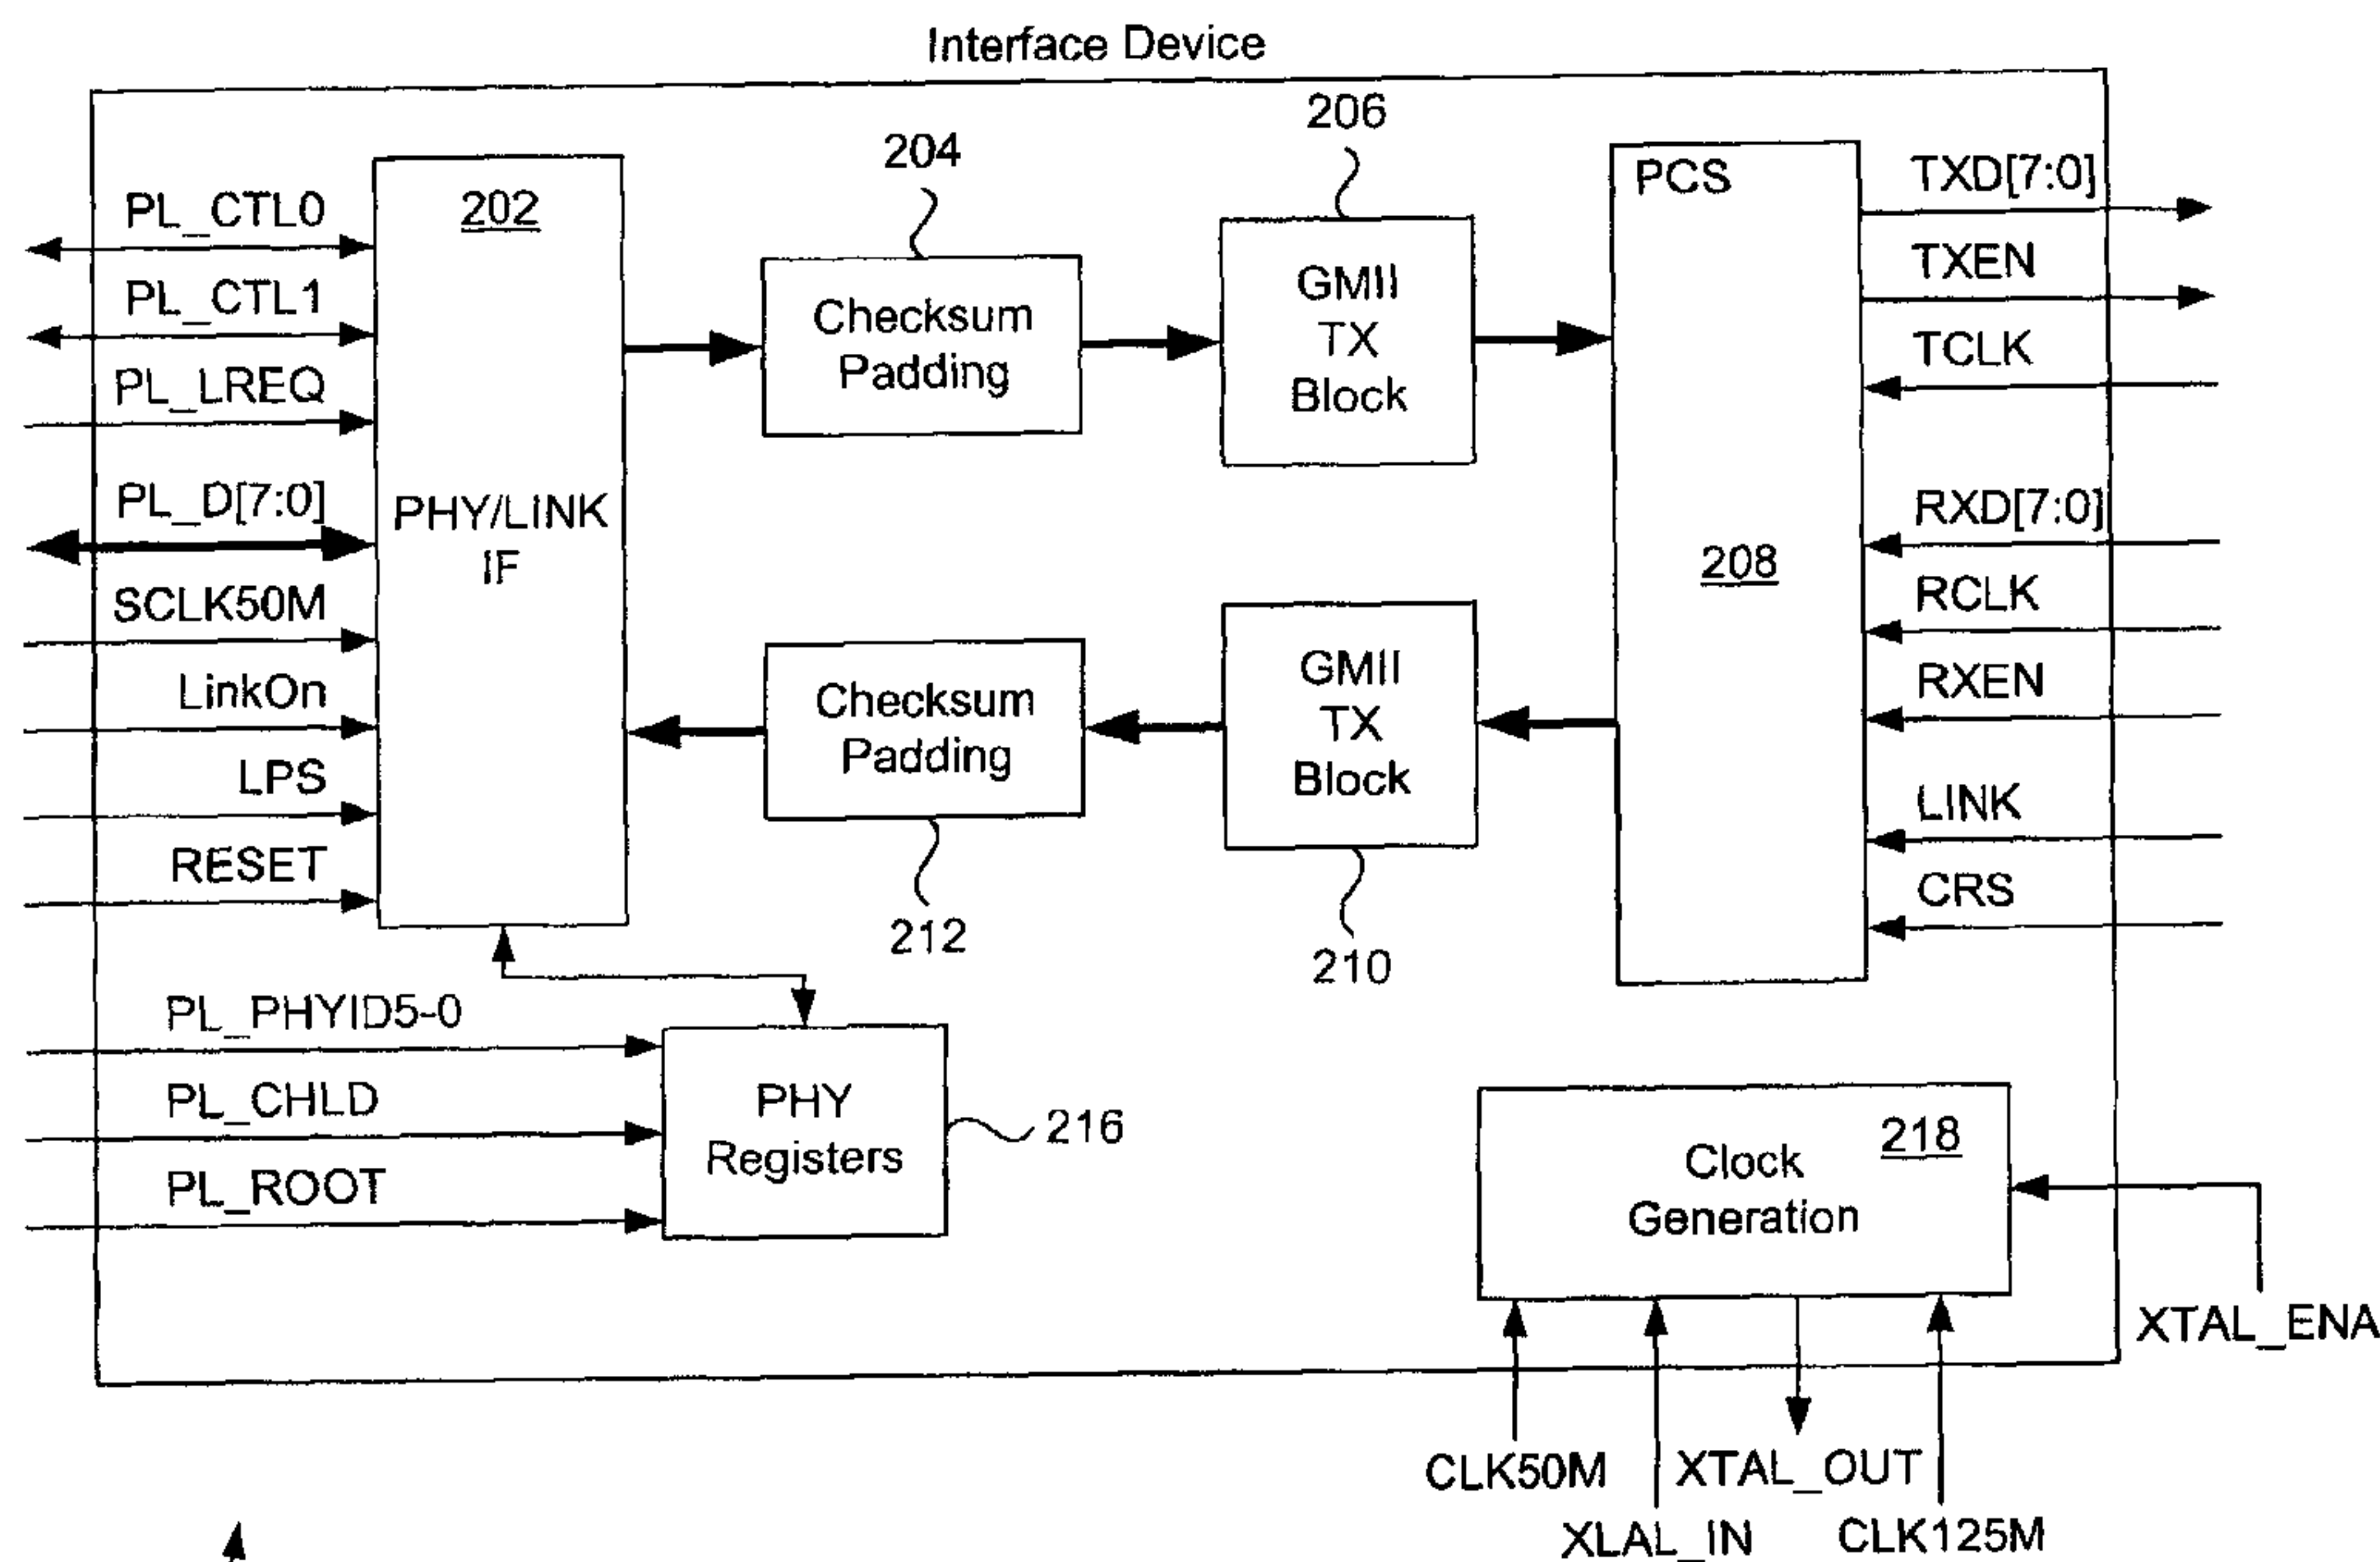 Interface Device
206
204
PCS
TXD[7:0]
202
PL_CTL0
TXEN
GMII
TX
Block
PL_CTL1
Checksum
Padding
TCLK
PL_LREQ
PL_D[7:0]
PHY/LINK
IF
RXD[7:0]
208
SCLK50M
RCLK
LinkOn
Checksum
Padding
GMII
TX
Block
RXEN
LPS
LINK
RESET
CRS
212
210
PL_PHYID5-0
PL_CHLD
PHY
Registers
216
218
Clock
Generation
PL_ROOT
XTAL_ENA
CLK50M
XTAL_OUT
XLAL_IN
CLK125M